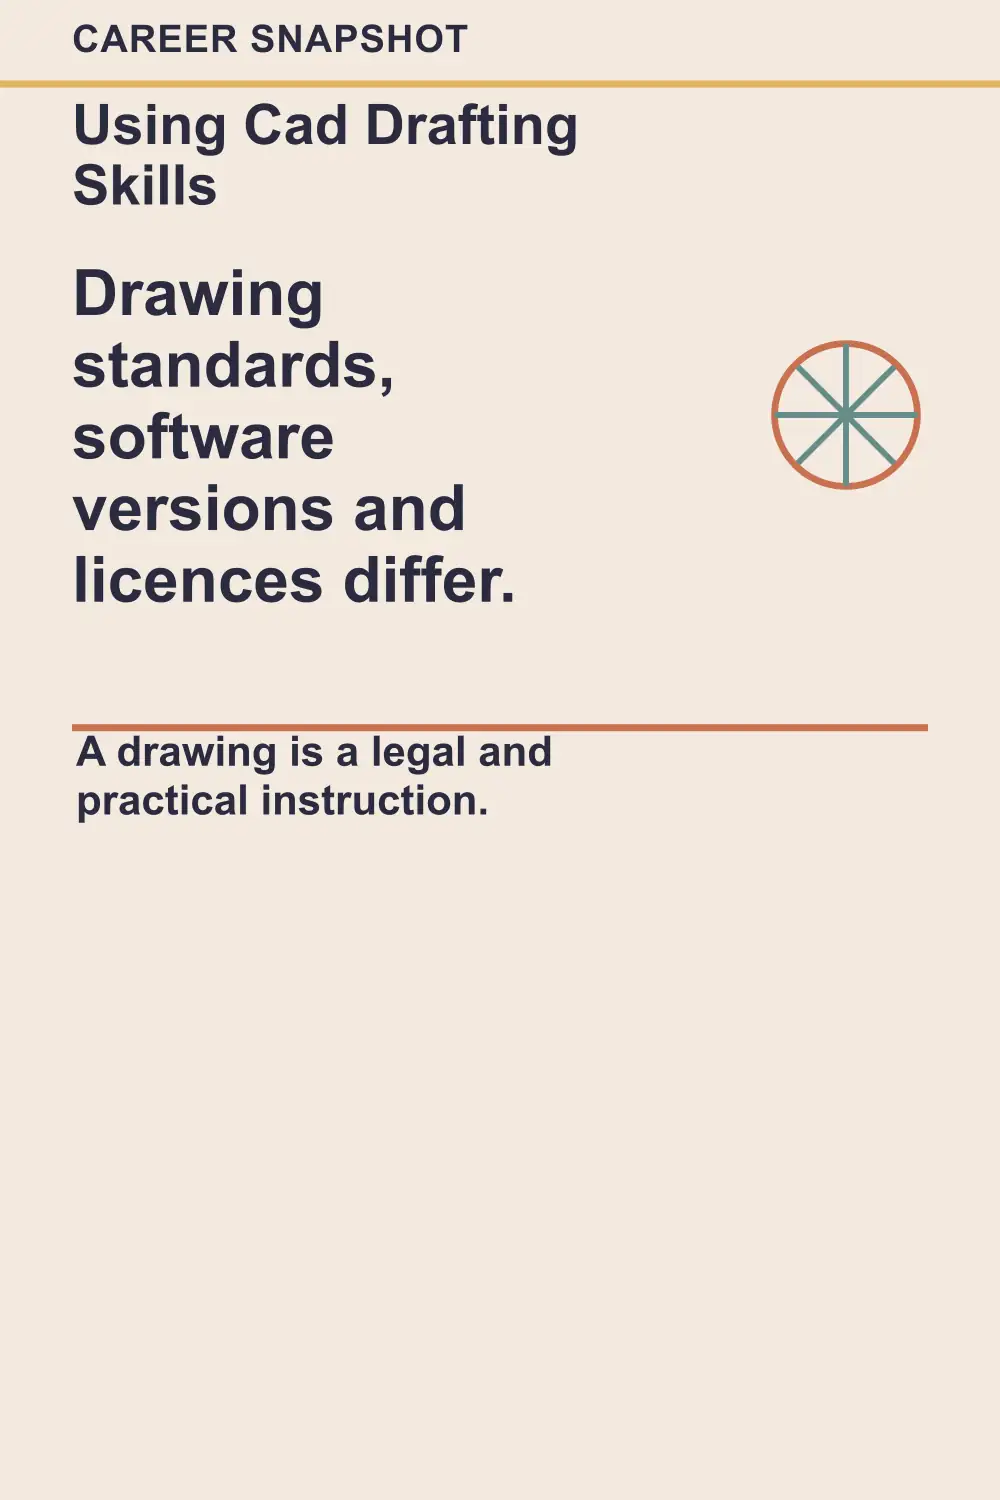 CAREER SNAPSHOT
Using Cad Drafting
Skills
Drawing
standards,
software
versions and
licences differ.
A drawing is a legal and
practical instruction.